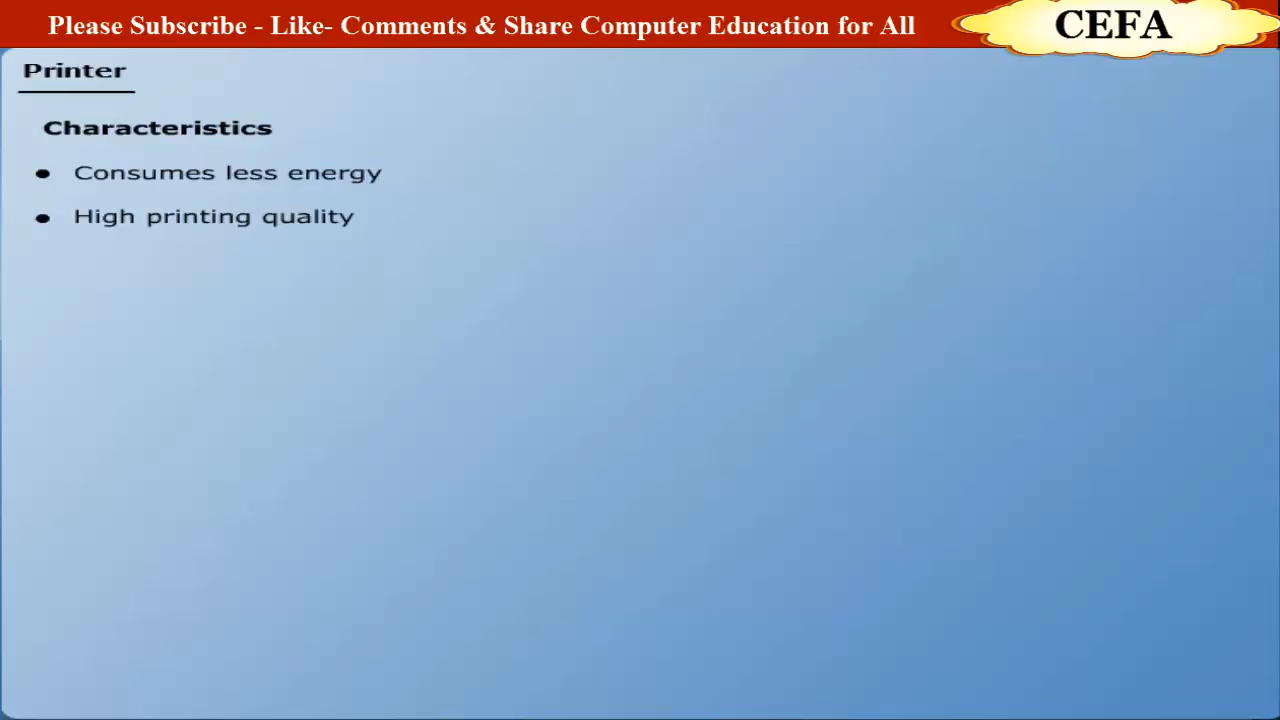 Please Subscribe - Like- Comments & Share Computer Education for All
CEFA
Printer
Characteristics
● Consumes less energy
● High printing quality